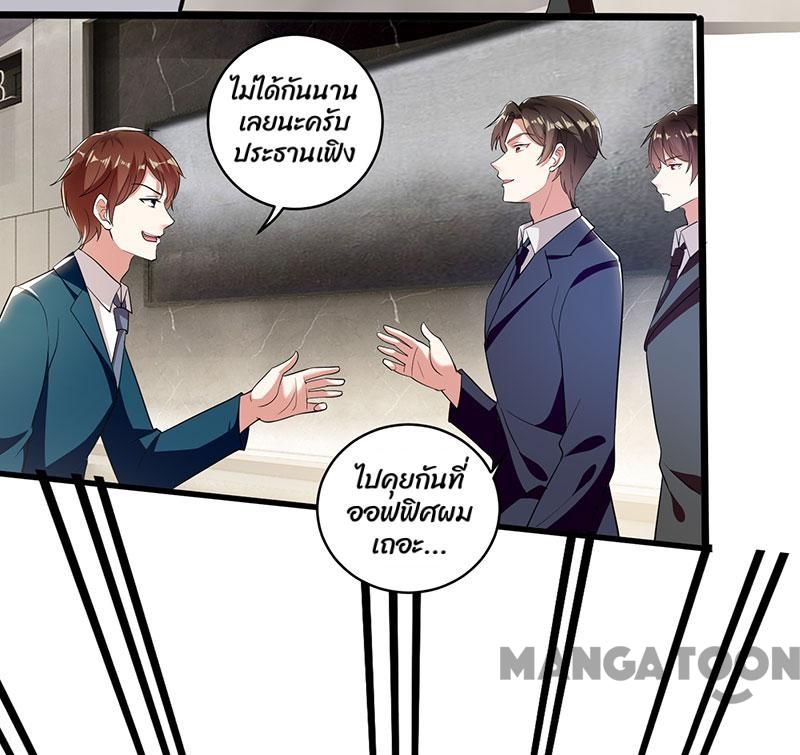 ไม่ได้กันนาน
เลยนะครับ
ประธานเฟิง
ไปคุยกันที่
ออฟฟิศผม
เถอะ...
MANGATOON